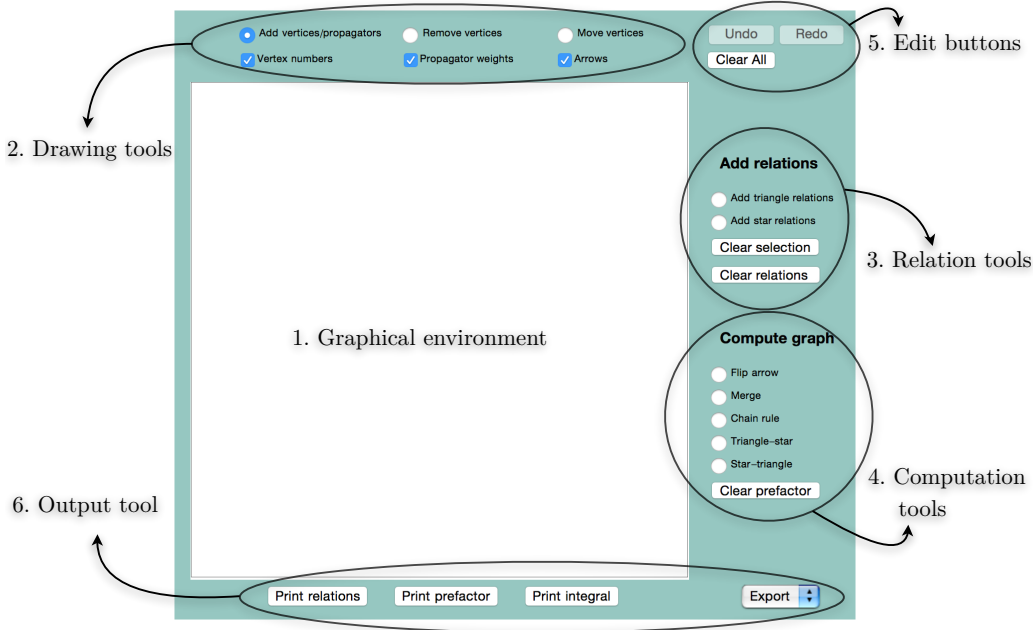 Add vertices/propagators Remove vertices Move vertices
Vertex numbers Propagator weights Arrows
Undo Redo
Clear All
5. Edit buttons
2. Drawing tools
Add relations
Add triangle relations
Add star relations
Clear selection
Clear relations
3. Relation tools
1. Graphical environment
Compute graph
Flip arrow
Merge
Chain rule
Triangle–star
Star–triangle
Clear prefactor
4. Computation
tools
6. Output tool
Print relations Print prefactor Print integral Export